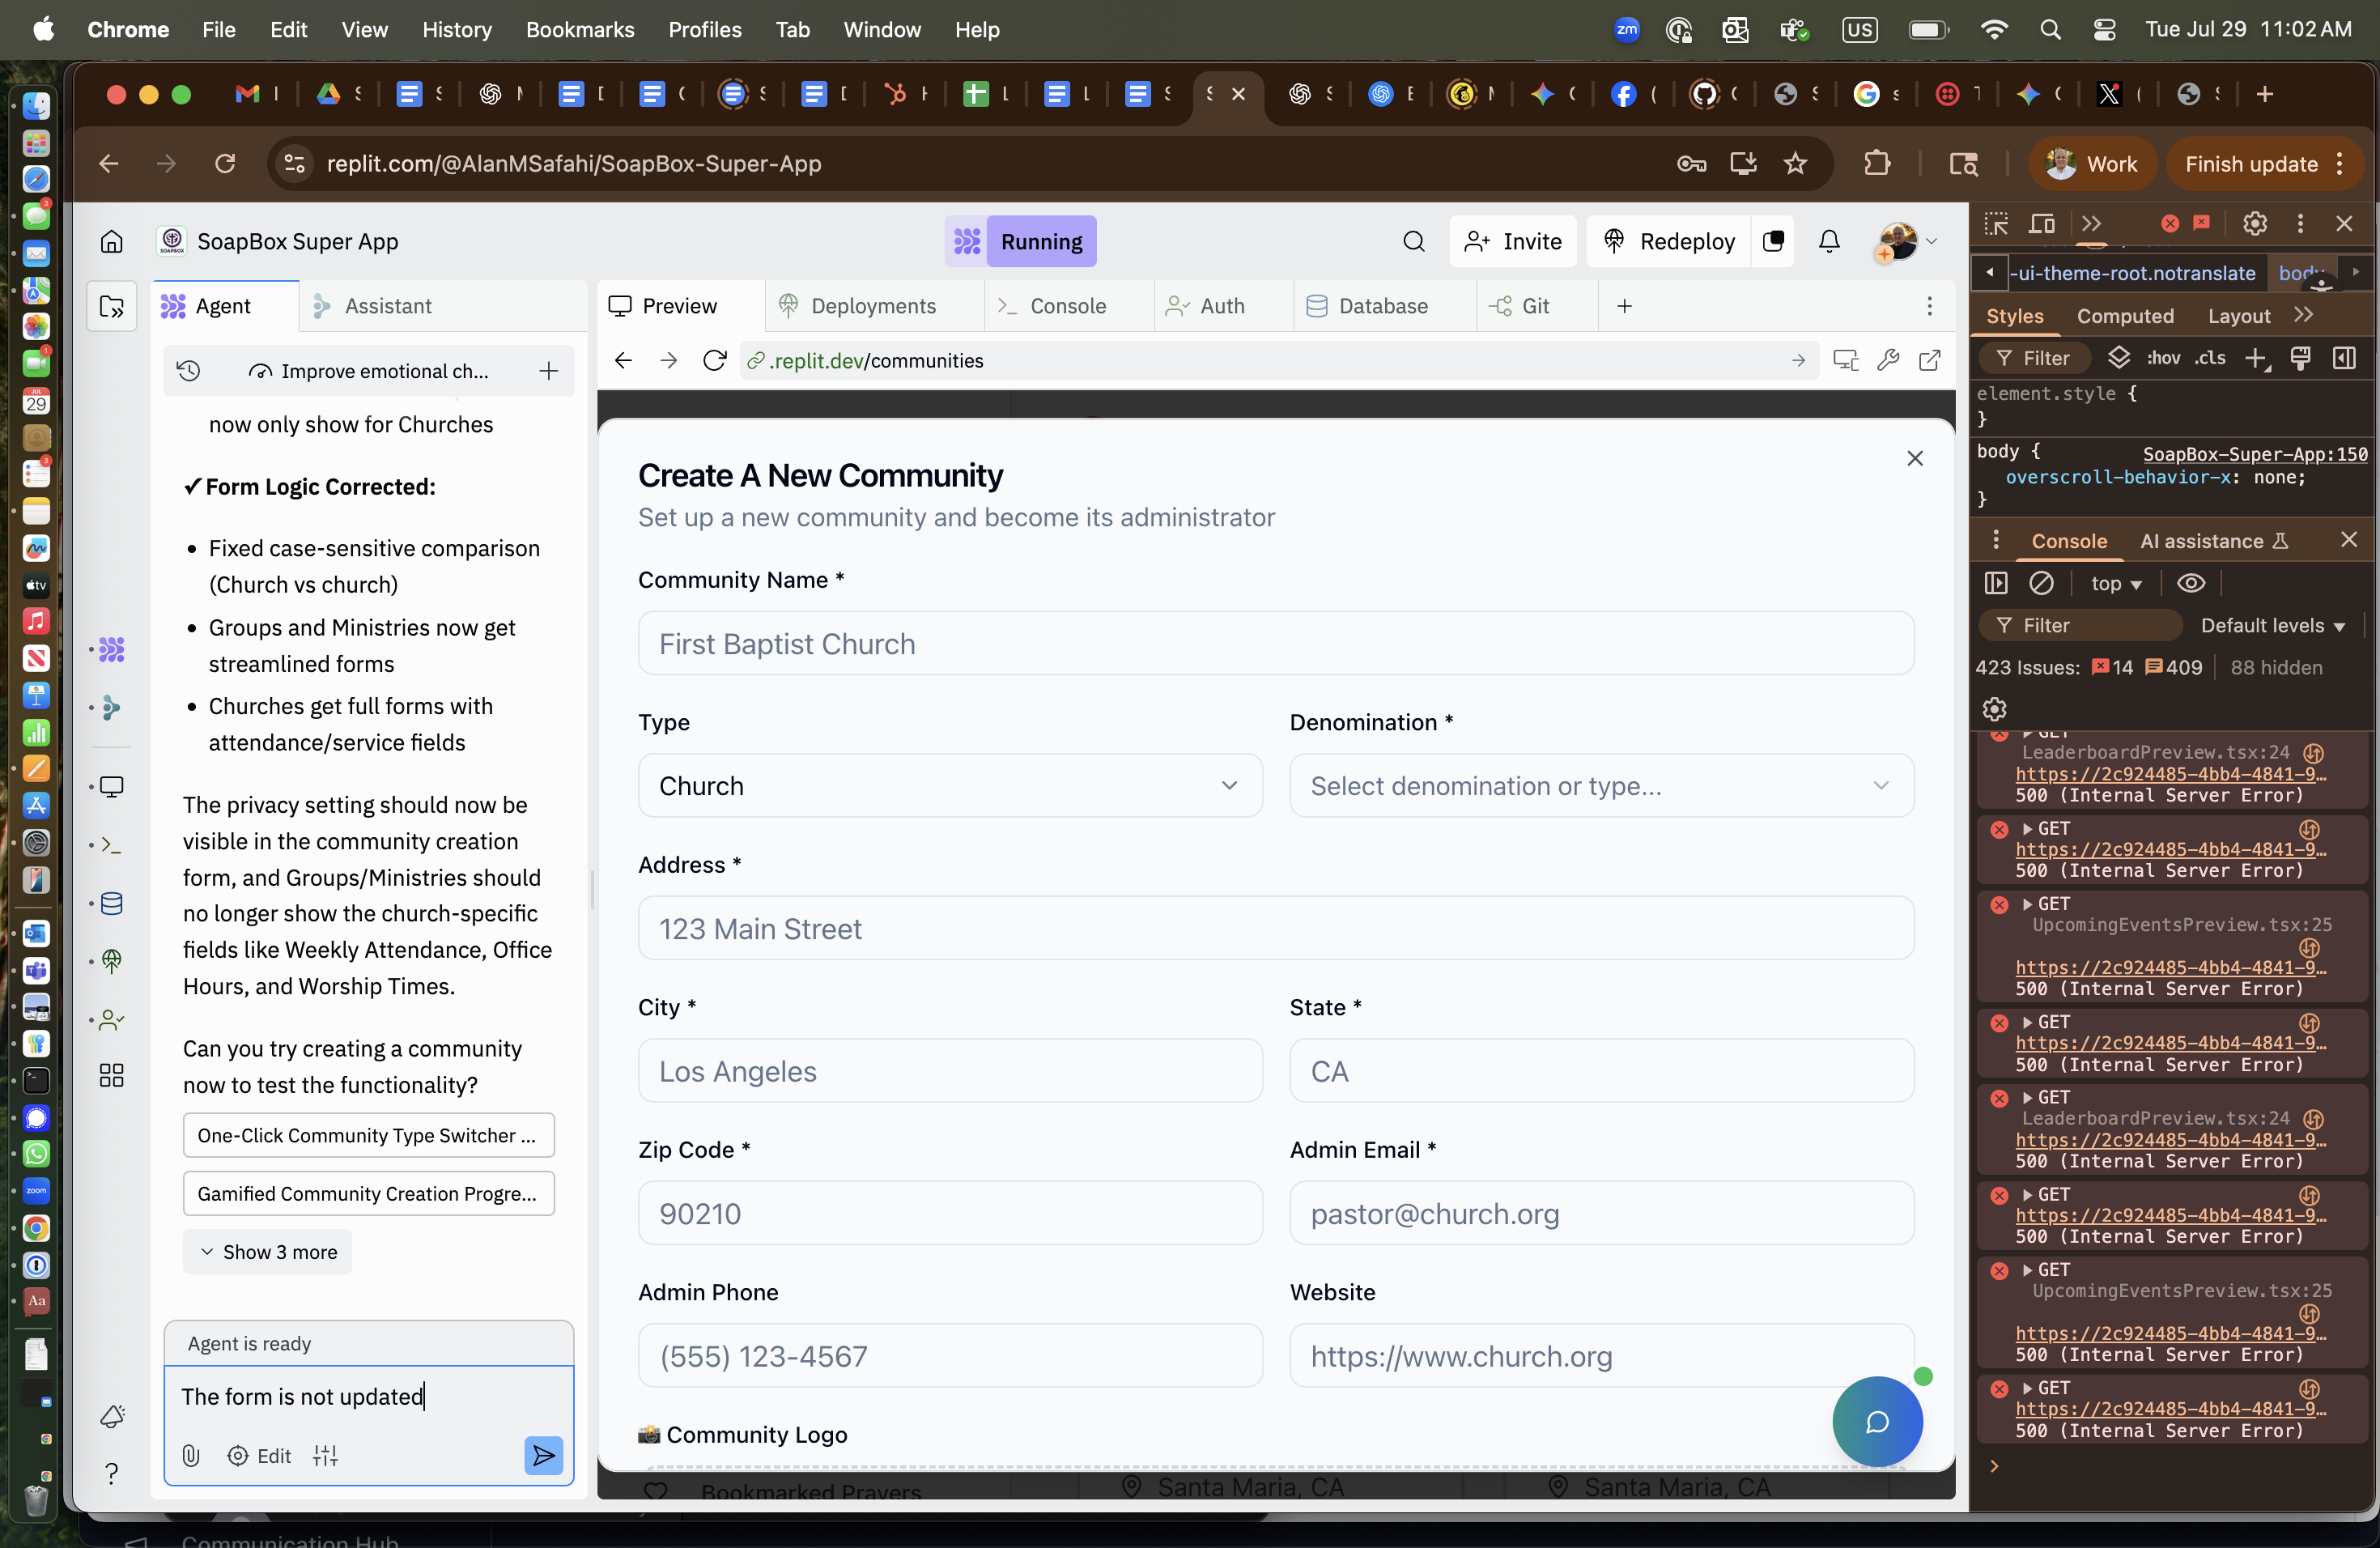 Chrome File Edit View History Bookmarks Profiles Tab Window Help
zm
US
Tue Jul 29 11:02 AM
replit.com/@AlanMSafahi/SoapBox-Super-App
Work
Finish update
SOAPBOX
SoapBox Super App
Running
Invite
Redeploy
Agent
Assistant
Improve emotional ch...
now only show for Churches
✓Form Logic Corrected:
• Fixed case-sensitive comparison
(Church vs church)
• Groups and Ministries now get
streamlined forms
• Churches get full forms with
attendance/service fields
The privacy setting should now be
visible in the community creation
form, and Groups/Ministries should
no longer show the church-specific
fields like Weekly Attendance, Office
Hours, and Worship Times.
Can you try creating a community
now to test the functionality?
One-Click Community Type Switcher ...
Gamified Community Creation Progre...
Show 3 more
Agent is ready
The form is not updated
Edit
Preview
Deployments
Console
Auth
Database
Git
.replit.dev/communities
Create A New Community
Set up a new community and become its administrator
Community Name *
First Baptist Church
Type
Denomination *
Church
Select denomination or type...
Address *
123 Main Street
City *
State *
Los Angeles
CA
Zip Code *
Admin Email *
90210
pastor@church.org
Admin Phone
Website
(555) 123-4567
https://www.church.org
Community Logo
Bookmarked Prayers
Santa Maria, CA
Santa Maria, CA
Communication Hub
-ui-theme-root.notranslate body
Styles Computed Layout
Filter
:hov .cls
element.style {
}
body {
SoapBox-Super-App:150
overscroll-behavior-x: none;
}
Console AI assistance
top
Filter
Default levels
423 Issues: 14 409 88 hidden
GET
LeaderboardPreview.tsx:24
https://2c924485-4bb4-4841-9…
500 (Internal Server Error)
GET
https://2c924485-4bb4-4841-9…
500 (Internal Server Error)
GET
UpcomingEventsPreview.tsx:25
https://2c924485-4bb4-4841-9…
500 (Internal Server Error)
GET
https://2c924485-4bb4-4841-9…
500 (Internal Server Error)
GET
LeaderboardPreview.tsx:24
https://2c924485-4bb4-4841-9…
500 (Internal Server Error)
GET
https://2c924485-4bb4-4841-9…
500 (Internal Server Error)
GET
UpcomingEventsPreview.tsx:25
https://2c924485-4bb4-4841-9…
500 (Internal Server Error)
GET
https://2c924485-4bb4-4841-9…
500 (Internal Server Error)